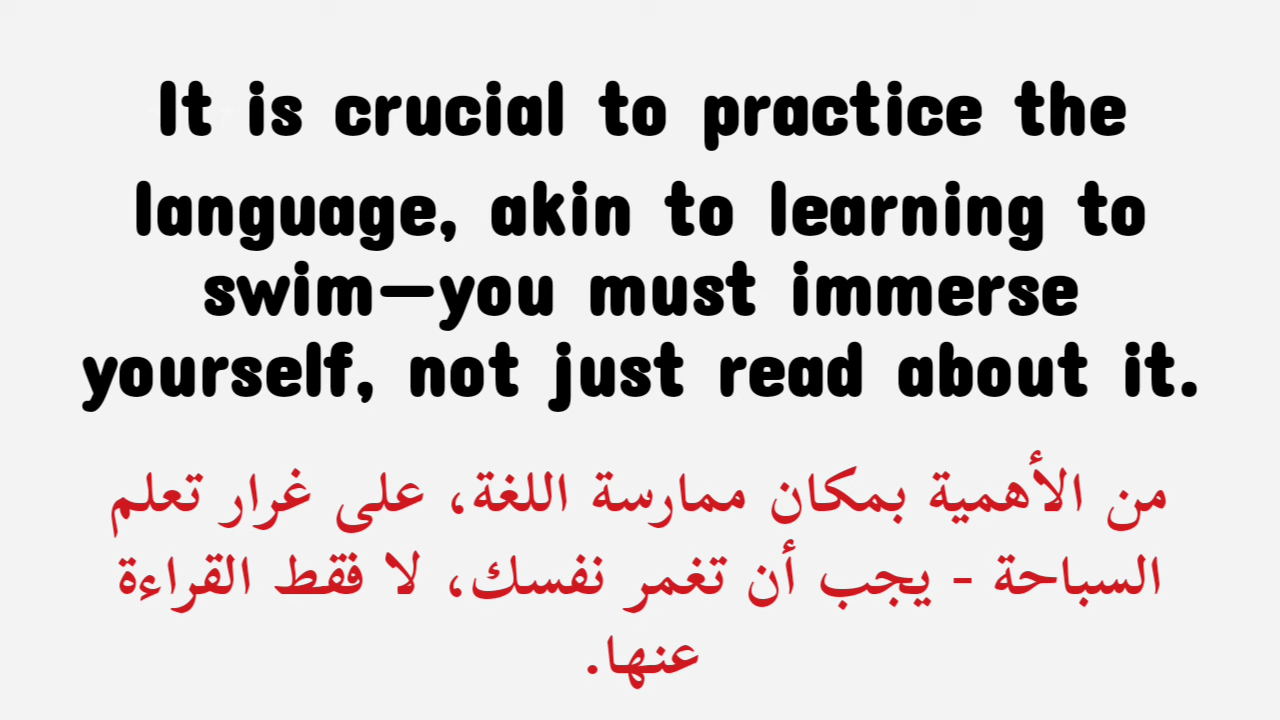 It is crucial to practice the
language, akin to learning to
swim—you must immerse
yourself, not just read about it.
من الأهمية بمكان ممارسة اللغة، على غرار تعلم
السباحة - يجب أن تغمر نفسك، لا فقط القراءة
عنها.